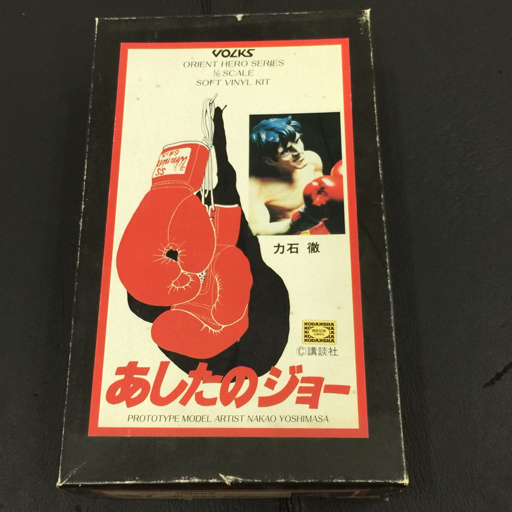 VOLKS
ORIENT HERO SERIES
1/6 SCALE
SOFT VINYL KIT
力石 徹
KODANSHA
KODANSHA
©講談社
あしたのジョー
PROTOTYPE MODEL ARTIST NAKAO YOSHIMASA